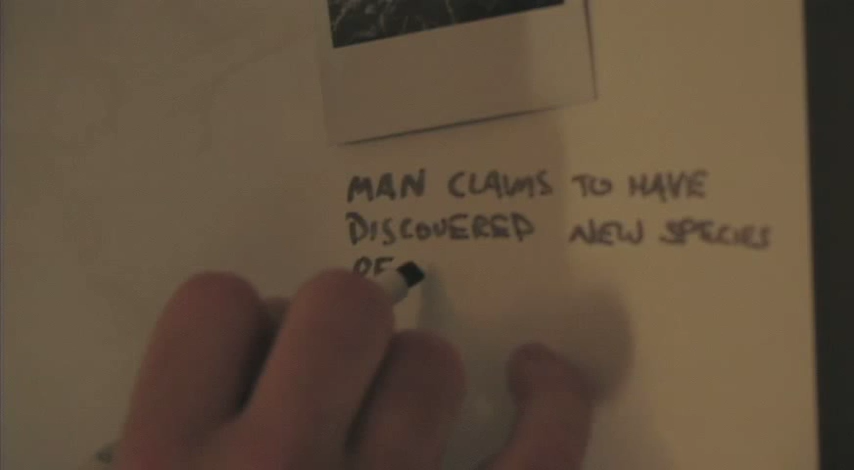 MAN CLAIMS TO HAVE
DISCOVERED NEW SPECIES
OF